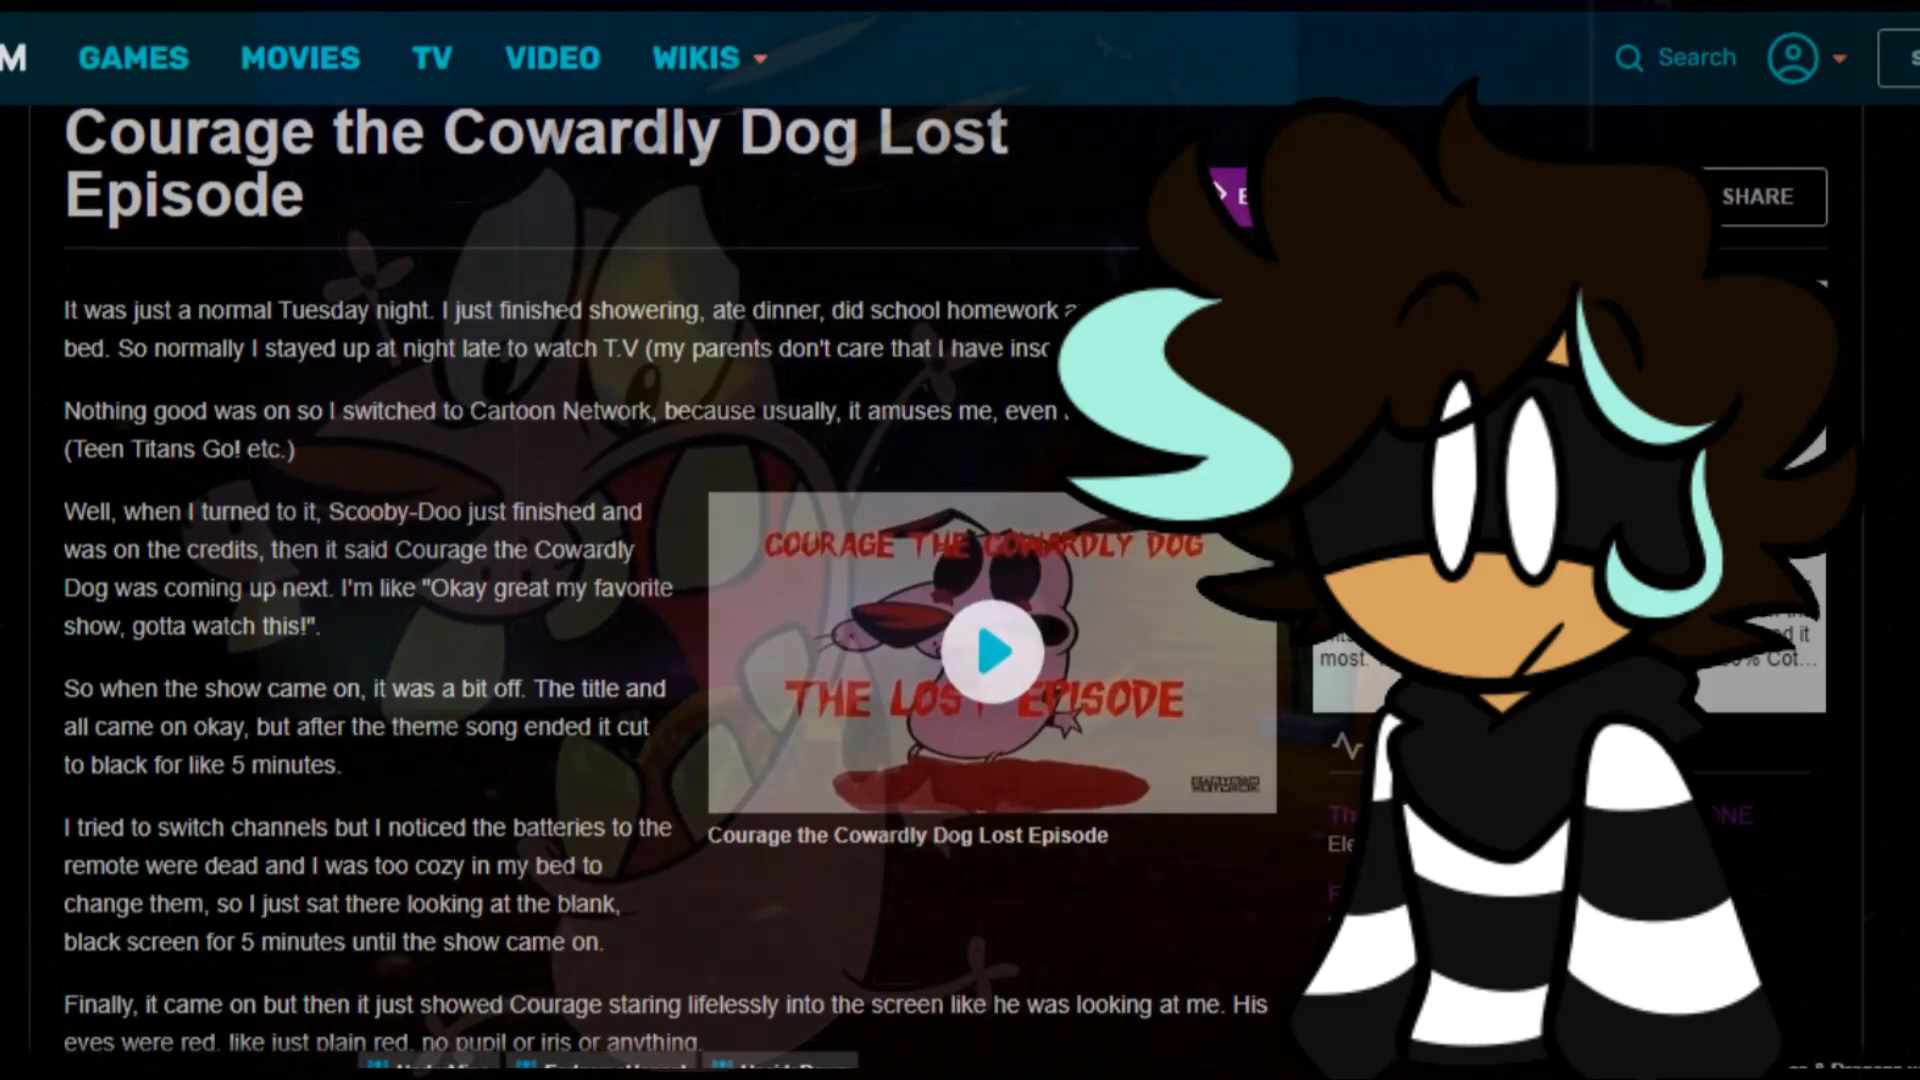 M GAMES MOVIES TV VIDEO WIKIS Search S
Courage the Cowardly Dog Lost
Episode
E SHARE
It was just a normal Tuesday night. I just finished showering, ate dinner, did school homework
bed. So normally I stayed up at night late to watch T.V (my parents don't care that I have
Nothing good was on so I switched to Cartoon Network, because usually, it amuses me, even
(Teen Titans Go! etc.)
Well, when I turned to it, Scooby-Doo just finished and
was on the credits, then it said Courage the Cowardly
Dog was coming up next. I'm like "Okay great my favorite
show, gotta watch this!".
So when the show came on, it was a bit off. The title and
all came on okay, but after the theme song ended it cut
to black for like 5 minutes.
I tried to switch channels but I noticed the batteries to the
remote were dead and I was too cozy in my bed to
change them, so I just sat there looking at the blank,
black screen for 5 minutes until the show came on.
COURAGE THE COWARDLY DOG
THE LOST EPISODE
CARTOON
NETWORK
Courage the Cowardly Dog Lost Episode
it
most. Cot...
Finally, it came on but then it just showed Courage staring lifelessly into the screen like he was looking at me. His
eyes were red, like just plain red, no pupil or iris or anything.